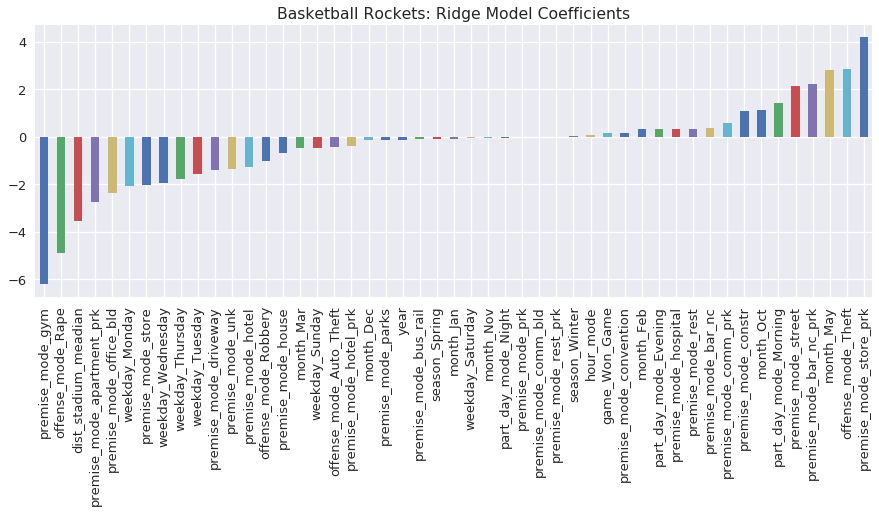 Basketball Rockets: Ridge Model Coefficients
4
2
0
−2
−4
−6
premise_mode_gym
offense_mode_Rape
dist_stadium_meadian
premise_mode_apartment_prk
premise_mode_office_bld
weekday_Monday
premise_mode_store
weekday_Wednesday
weekday_Thursday
weekday_Tuesday
premise_mode_driveway
premise_mode_unk
premise_mode_hotel
offense_mode_Robbery
premise_mode_house
month_Mar
weekday_Sunday
offense_mode_Auto_Theft
premise_mode_hotel_prk
month_Dec
premise_mode_parks
year
premise_mode_bus_rail
season_Spring
month_Jan
weekday_Saturday
month_Nov
part_day_mode_Night
premise_mode_prk
premise_mode_comm_bld
premise_mode_rest_prk
season_Winter
hour_mode
game_Won_Game
premise_mode_convention
month_Feb
part_day_mode_Evening
premise_mode_hospital
premise_mode_rest
premise_mode_bar_nc
premise_mode_comm_prk
premise_mode_constr
month_Oct
part_day_mode_Morning
premise_mode_street
premise_mode_bar_nc_prk
month_May
offense_mode_Theft
premise_mode_store_prk